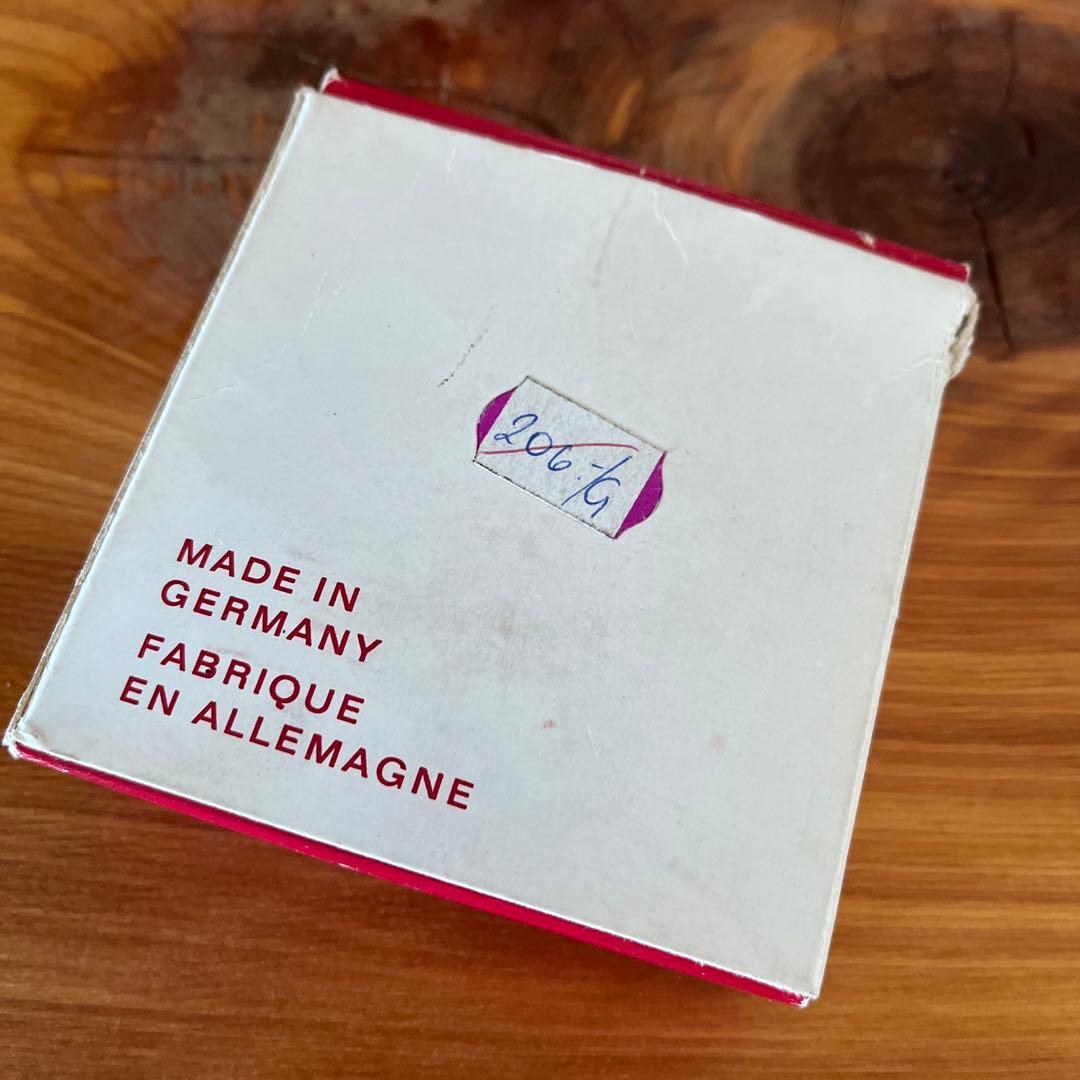 206.-/G
MADE IN
GERMANY
FABRIQUE
EN ALLEMAGNE